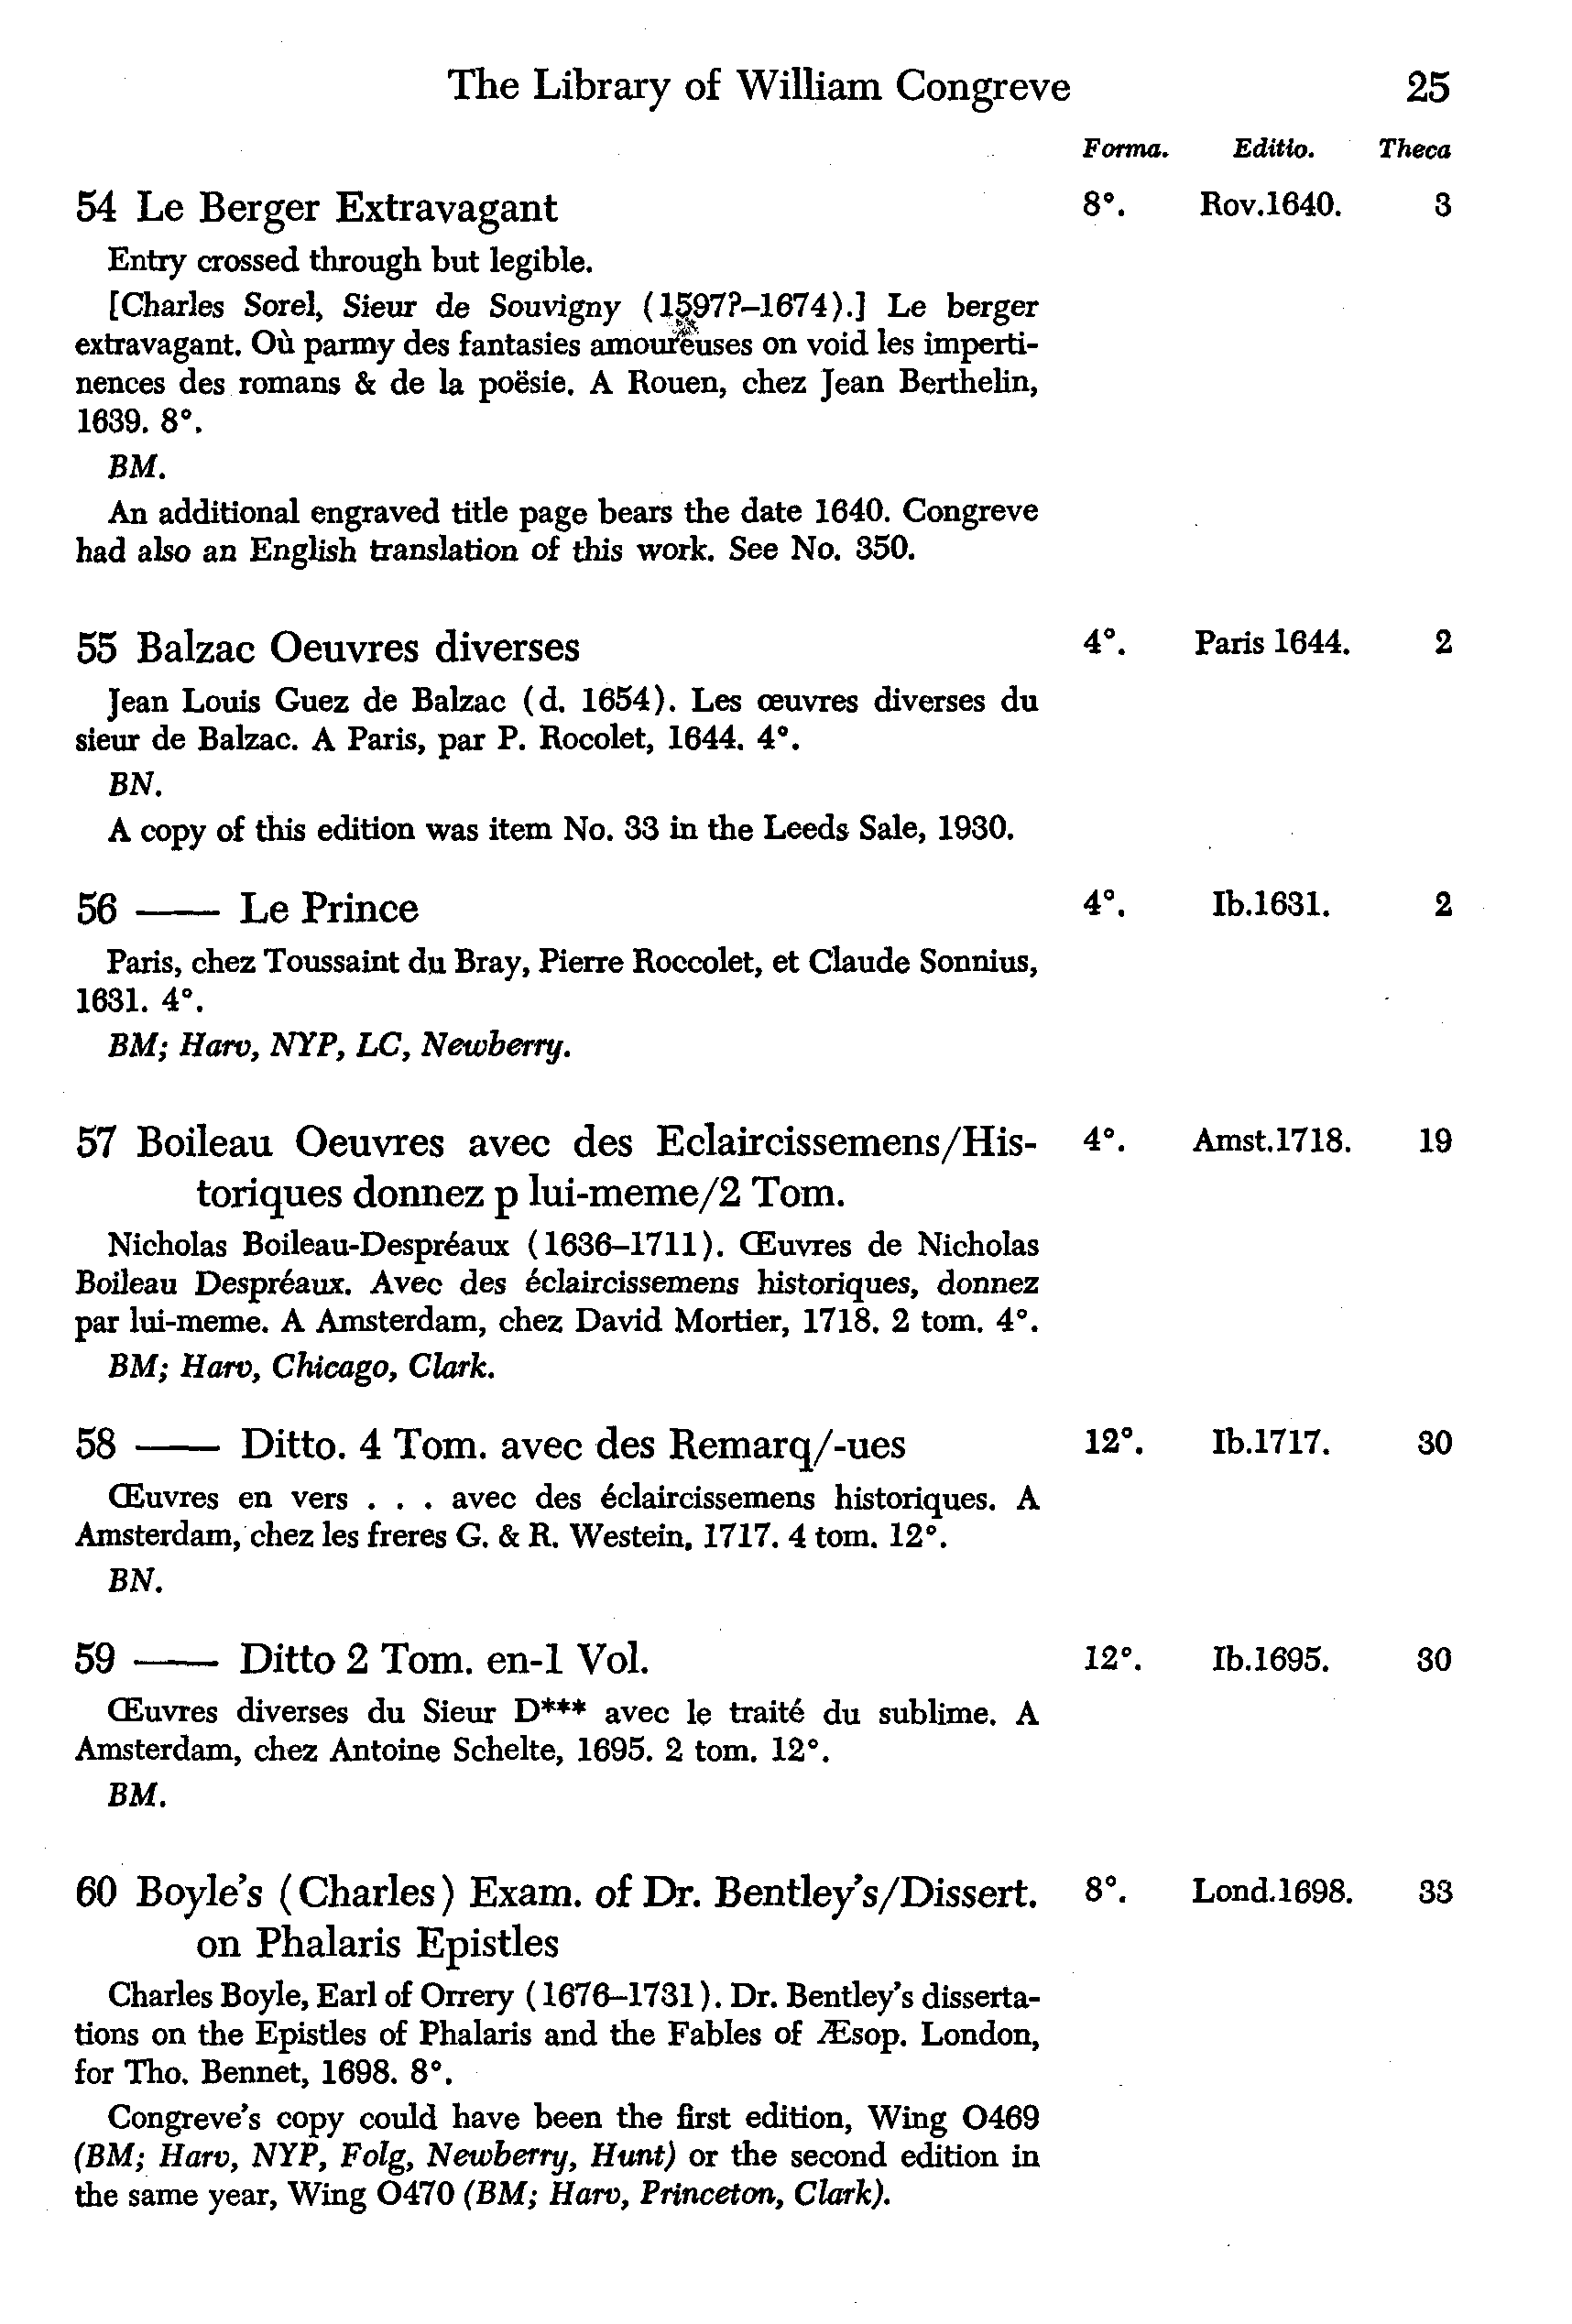 The Library of William Congreve 25
Forma. Editio. Theca
54 Le Berger Extravagant 8°. Rov.1640. 3
Entry crossed through but legible.
[Charles Sorel, Sieur de Souvigny (1597?–1674).] Le berger
extravagant. Où parmy des fantasies amoureuses on void les imperti-
nences des romans & de la poësie. A Rouen, chez Jean Berthelin,
1639. 8°.
BM.
An additional engraved title page bears the date 1640. Congreve
had also an English translation of this work. See No. 350.
55 Balzac Oeuvres diverses 4°. Paris 1644. 2
Jean Louis Guez de Balzac (d. 1654). Les œuvres diverses du
sieur de Balzac. A Paris, par P. Rocolet, 1644. 4°.
BN.
A copy of this edition was item No. 33 in the Leeds Sale, 1930.
56 —— Le Prince 4°. Ib.1631. 2
Paris, chez Toussaint du Bray, Pierre Roccolet, et Claude Sonnius,
1631. 4°.
BM; Harv, NYP, LC, Newberry.
57 Boileau Oeuvres avec des Eclaircissemens/His- 4°. Amst.1718. 19
toriques donnez p lui-meme/2 Tom.
Nicholas Boileau-Despréaux (1636–1711). Œuvres de Nicholas
Boileau Despréaux. Avec des éclaircissemens historiques, donnez
par lui-meme. A Amsterdam, chez David Mortier, 1718. 2 tom. 4°.
BM; Harv, Chicago, Clark.
58 —— Ditto. 4 Tom. avec des Remarq/-ues 12°. Ib.1717. 30
Œuvres en vers . . . avec des éclaircissemens historiques. A
Amsterdam, chez les freres G. & R. Westein, 1717. 4 tom. 12°.
BN.
59 —— Ditto 2 Tom. en-1 Vol. 12°. Ib.1695. 30
Œuvres diverses du Sieur D*** avec le traité du sublime. A
Amsterdam, chez Antoine Schelte, 1695. 2 tom. 12°.
BM.
60 Boyle's (Charles) Exam. of Dr. Bentley's/Dissert. 8°. Lond.1698. 33
on Phalaris Epistles
Charles Boyle, Earl of Orrery (1676–1731). Dr. Bentley's disserta-
tions on the Epistles of Phalaris and the Fables of Æsop. London,
for Tho. Bennet, 1698. 8°.
Congreve's copy could have been the first edition, Wing O469
(BM; Harv, NYP, Folg, Newberry, Hunt) or the second edition in
the same year, Wing O470 (BM; Harv, Princeton, Clark).